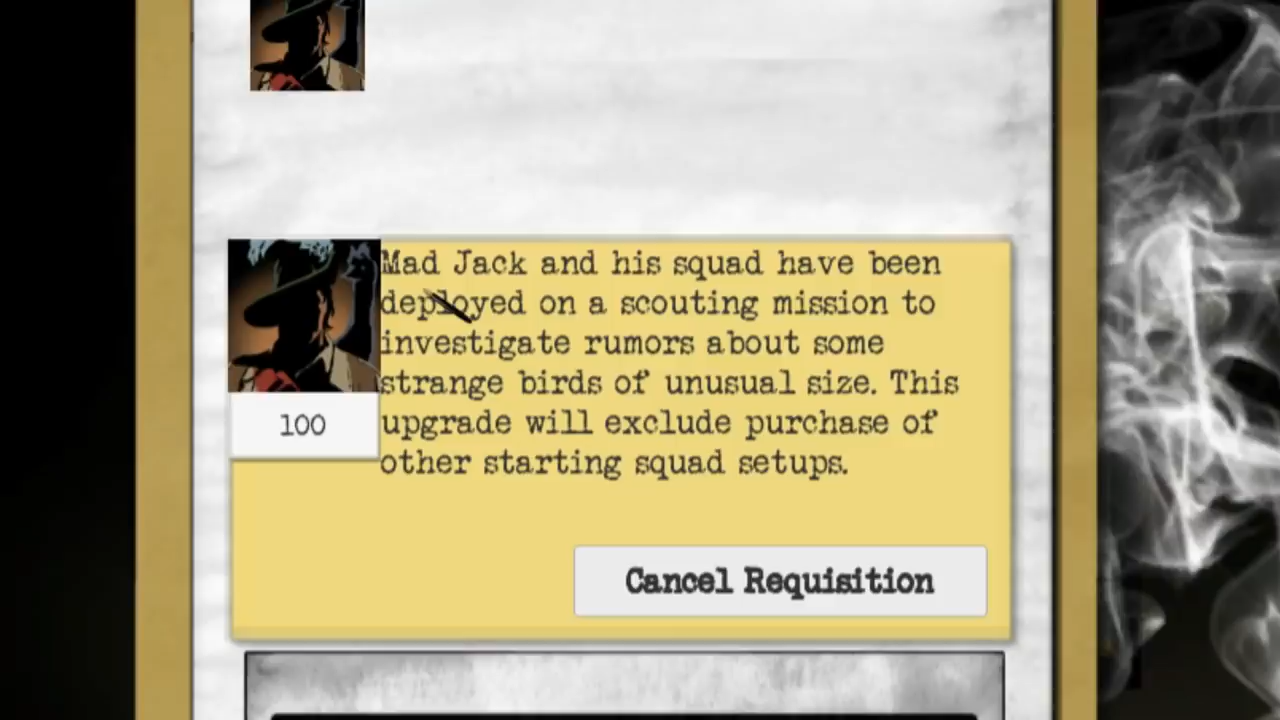 Mad Jack and his squad have been
deployed on a scouting mission to
investigate rumors about some
strange birds of unusual size. This
upgrade will exclude purchase of
other starting squad setups.
100
Cancel Requisition